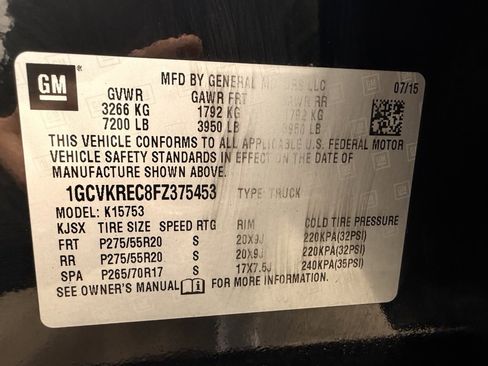 GM
MFD BY GENERAL MOTORS LLC 07/15
GVWR GAWR FRT GAWR RR
3266 KG 1792 KG 1792 KG
7200 LB 3950 LB 3950 LB
THIS VEHICLE CONFORMS TO ALL APPLICABLE U.S. FEDERAL MOTOR
VEHICLE SAFETY STANDARDS IN EFFECT ON THE DATE OF
MANUFACTURE SHOWN ABOVE.
1GCVKREC8FZ375453 TYPE: TRUCK
MODEL: K15753
KJSX TIRE SIZE SPEED RTG RIM COLD TIRE PRESSURE
FRT P275/55R20 S 20X9J 220KPA(32PSI)
RR P275/55R20 S 20X9J 220KPA(32PSI)
SPA P265/70R17 S 17X7.5J 240KPA(35PSI)
SEE OWNER'S MANUAL FOR MORE INFORMATION.